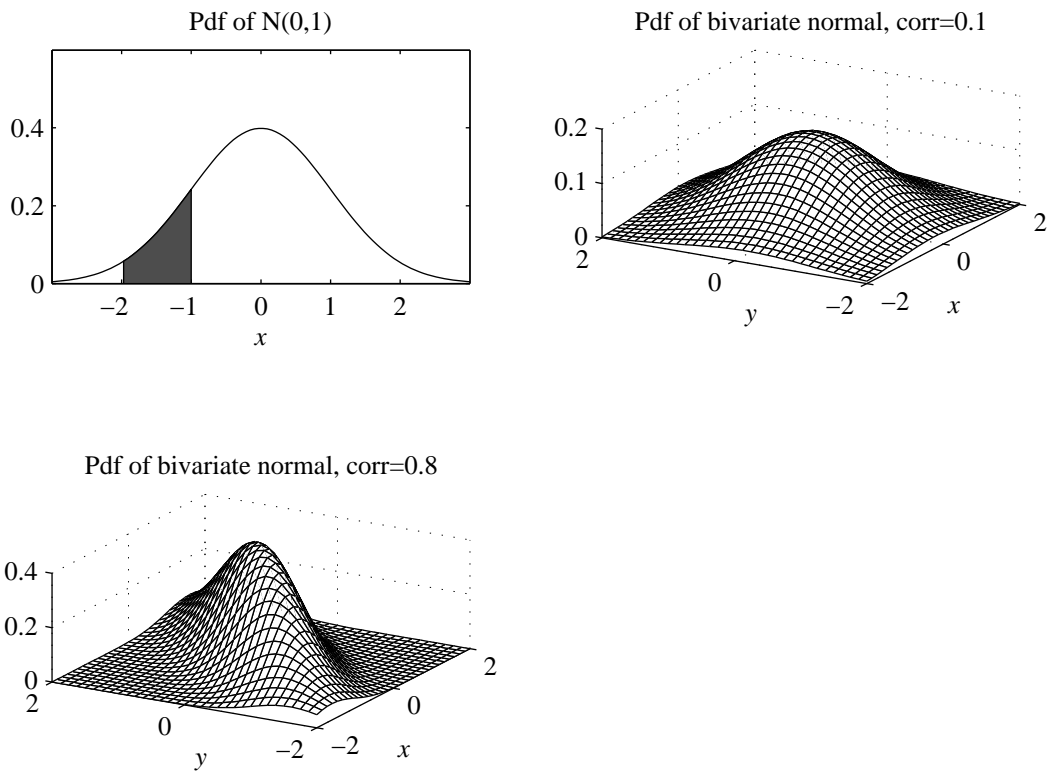 Pdf of N(0,1)
0.4
0.2
0
−2 −1 0 1 2
x
Pdf of bivariate normal, corr=0.1
0.2
0.1
0
2 0 −2
y
−2 0 2
x
Pdf of bivariate normal, corr=0.8
0.4
0.2
0
2 0 −2
y
−2 0 2
x